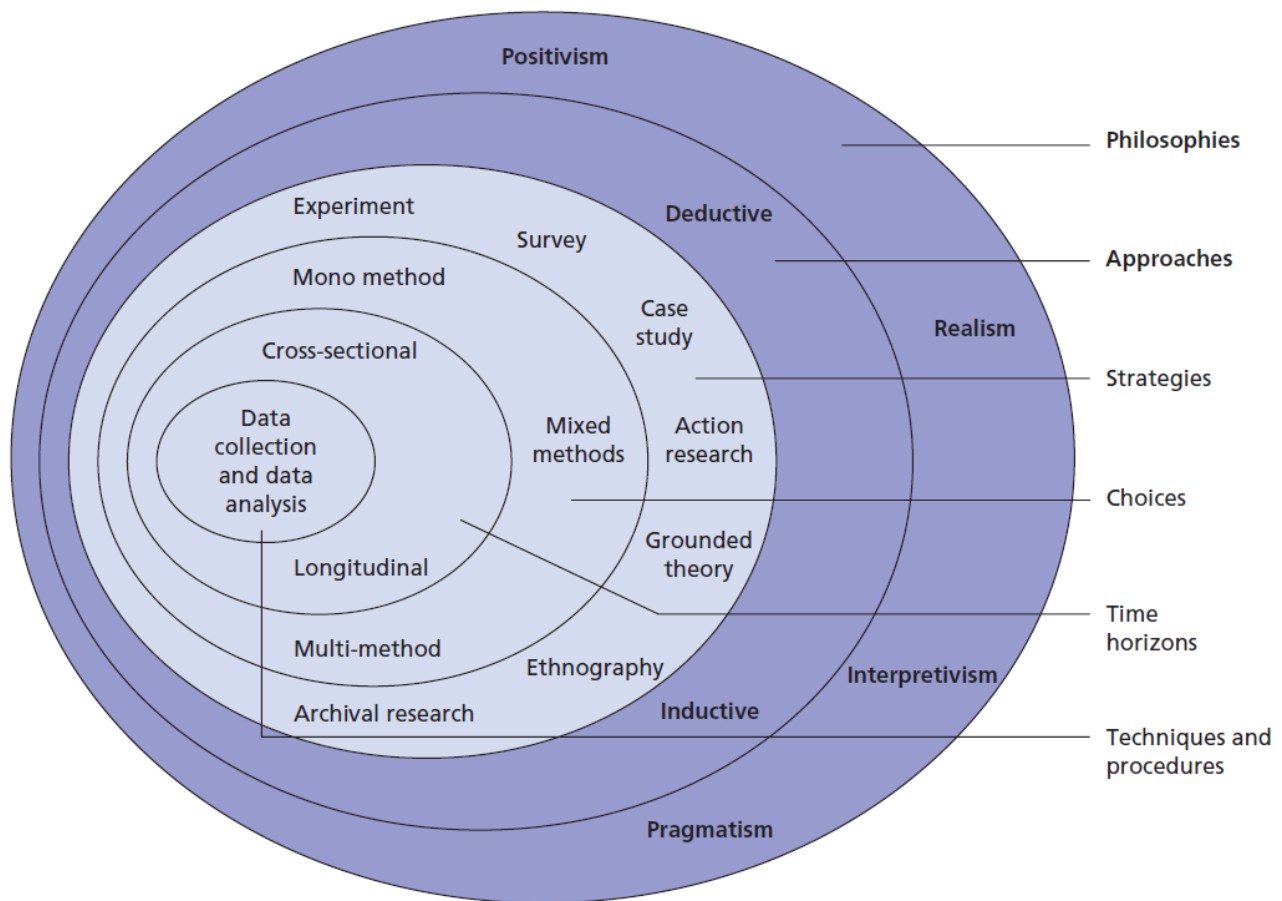 Positivism
Philosophies
Experiment
Deductive
Survey
Approaches
Mono method
Case
study
Realism
Cross-sectional
Strategies
Data
collection
and data
analysis
Mixed
methods
Action
research
Choices
Grounded
theory
Longitudinal
Time
horizons
Multi-method
Ethnography
Interpretivism
Archival research
Inductive
Techniques and
procedures
Pragmatism